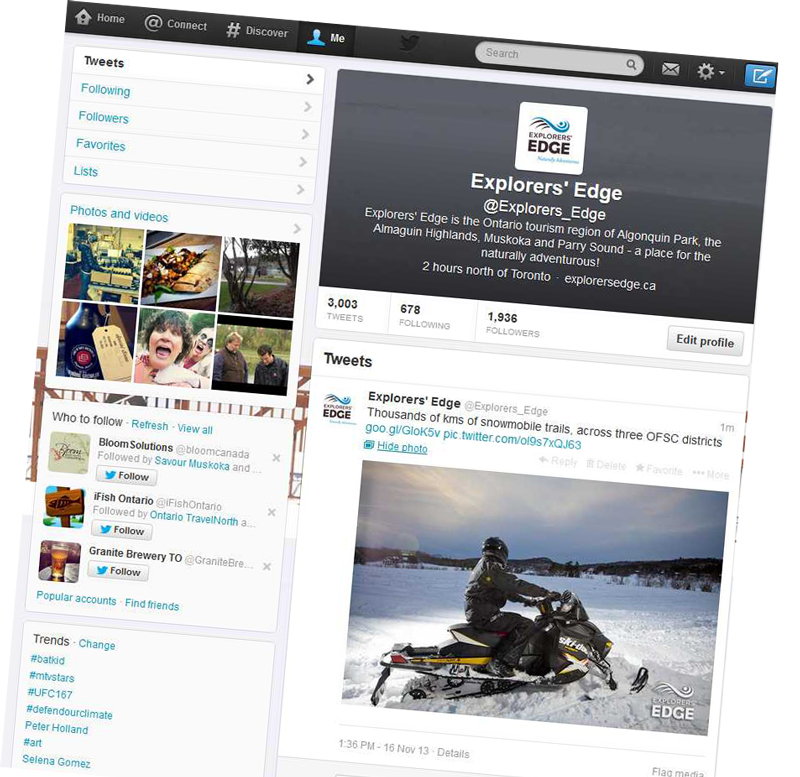 Home
Connect
Discover
Me
Search
Tweets
Following
Followers
Favorites
Lists
Photos and videos
EXPLORERS'
EDGE
Naturally Adventurous
Explorers' Edge
@Explorers_Edge
Explorers' Edge is the Ontario tourism region of Algonquin Park, the
Almaguin Highlands, Muskoka and Parry Sound - a place for the
naturally adventurous!
2 hours north of Toronto · explorersedge.ca
3,003
TWEETS
678
FOLLOWING
1,936
FOLLOWERS
Edit profile
Who to follow · Refresh · View all
Bloom Solutions @bloomcanada
Followed by Savour Muskoka and ...
Follow
iFish Ontario @iFishOntario
Followed by Ontario TravelNorth a...
Follow
Granite Brewery TO @GraniteBre...
Follow
Popular accounts · Find friends
Trends · Change
#batkid
#mtvstars
#UFC167
#defendourclimate
Peter Holland
#art
Selena Gomez
Tweets
EXPLORERS'
EDGE
Explorers' Edge @Explorers_Edge
1m
Thousands of kms of snowmobile trails, across three OFSC districts
goo.gl/GloK5v pic.twitter.com/ol9s7xQJ63
Hide photo
Reply Delete Favorite More
ski-doo
EXPLORERS'
EDGE
1:36 PM - 16 Nov 13 · Details
Flag media